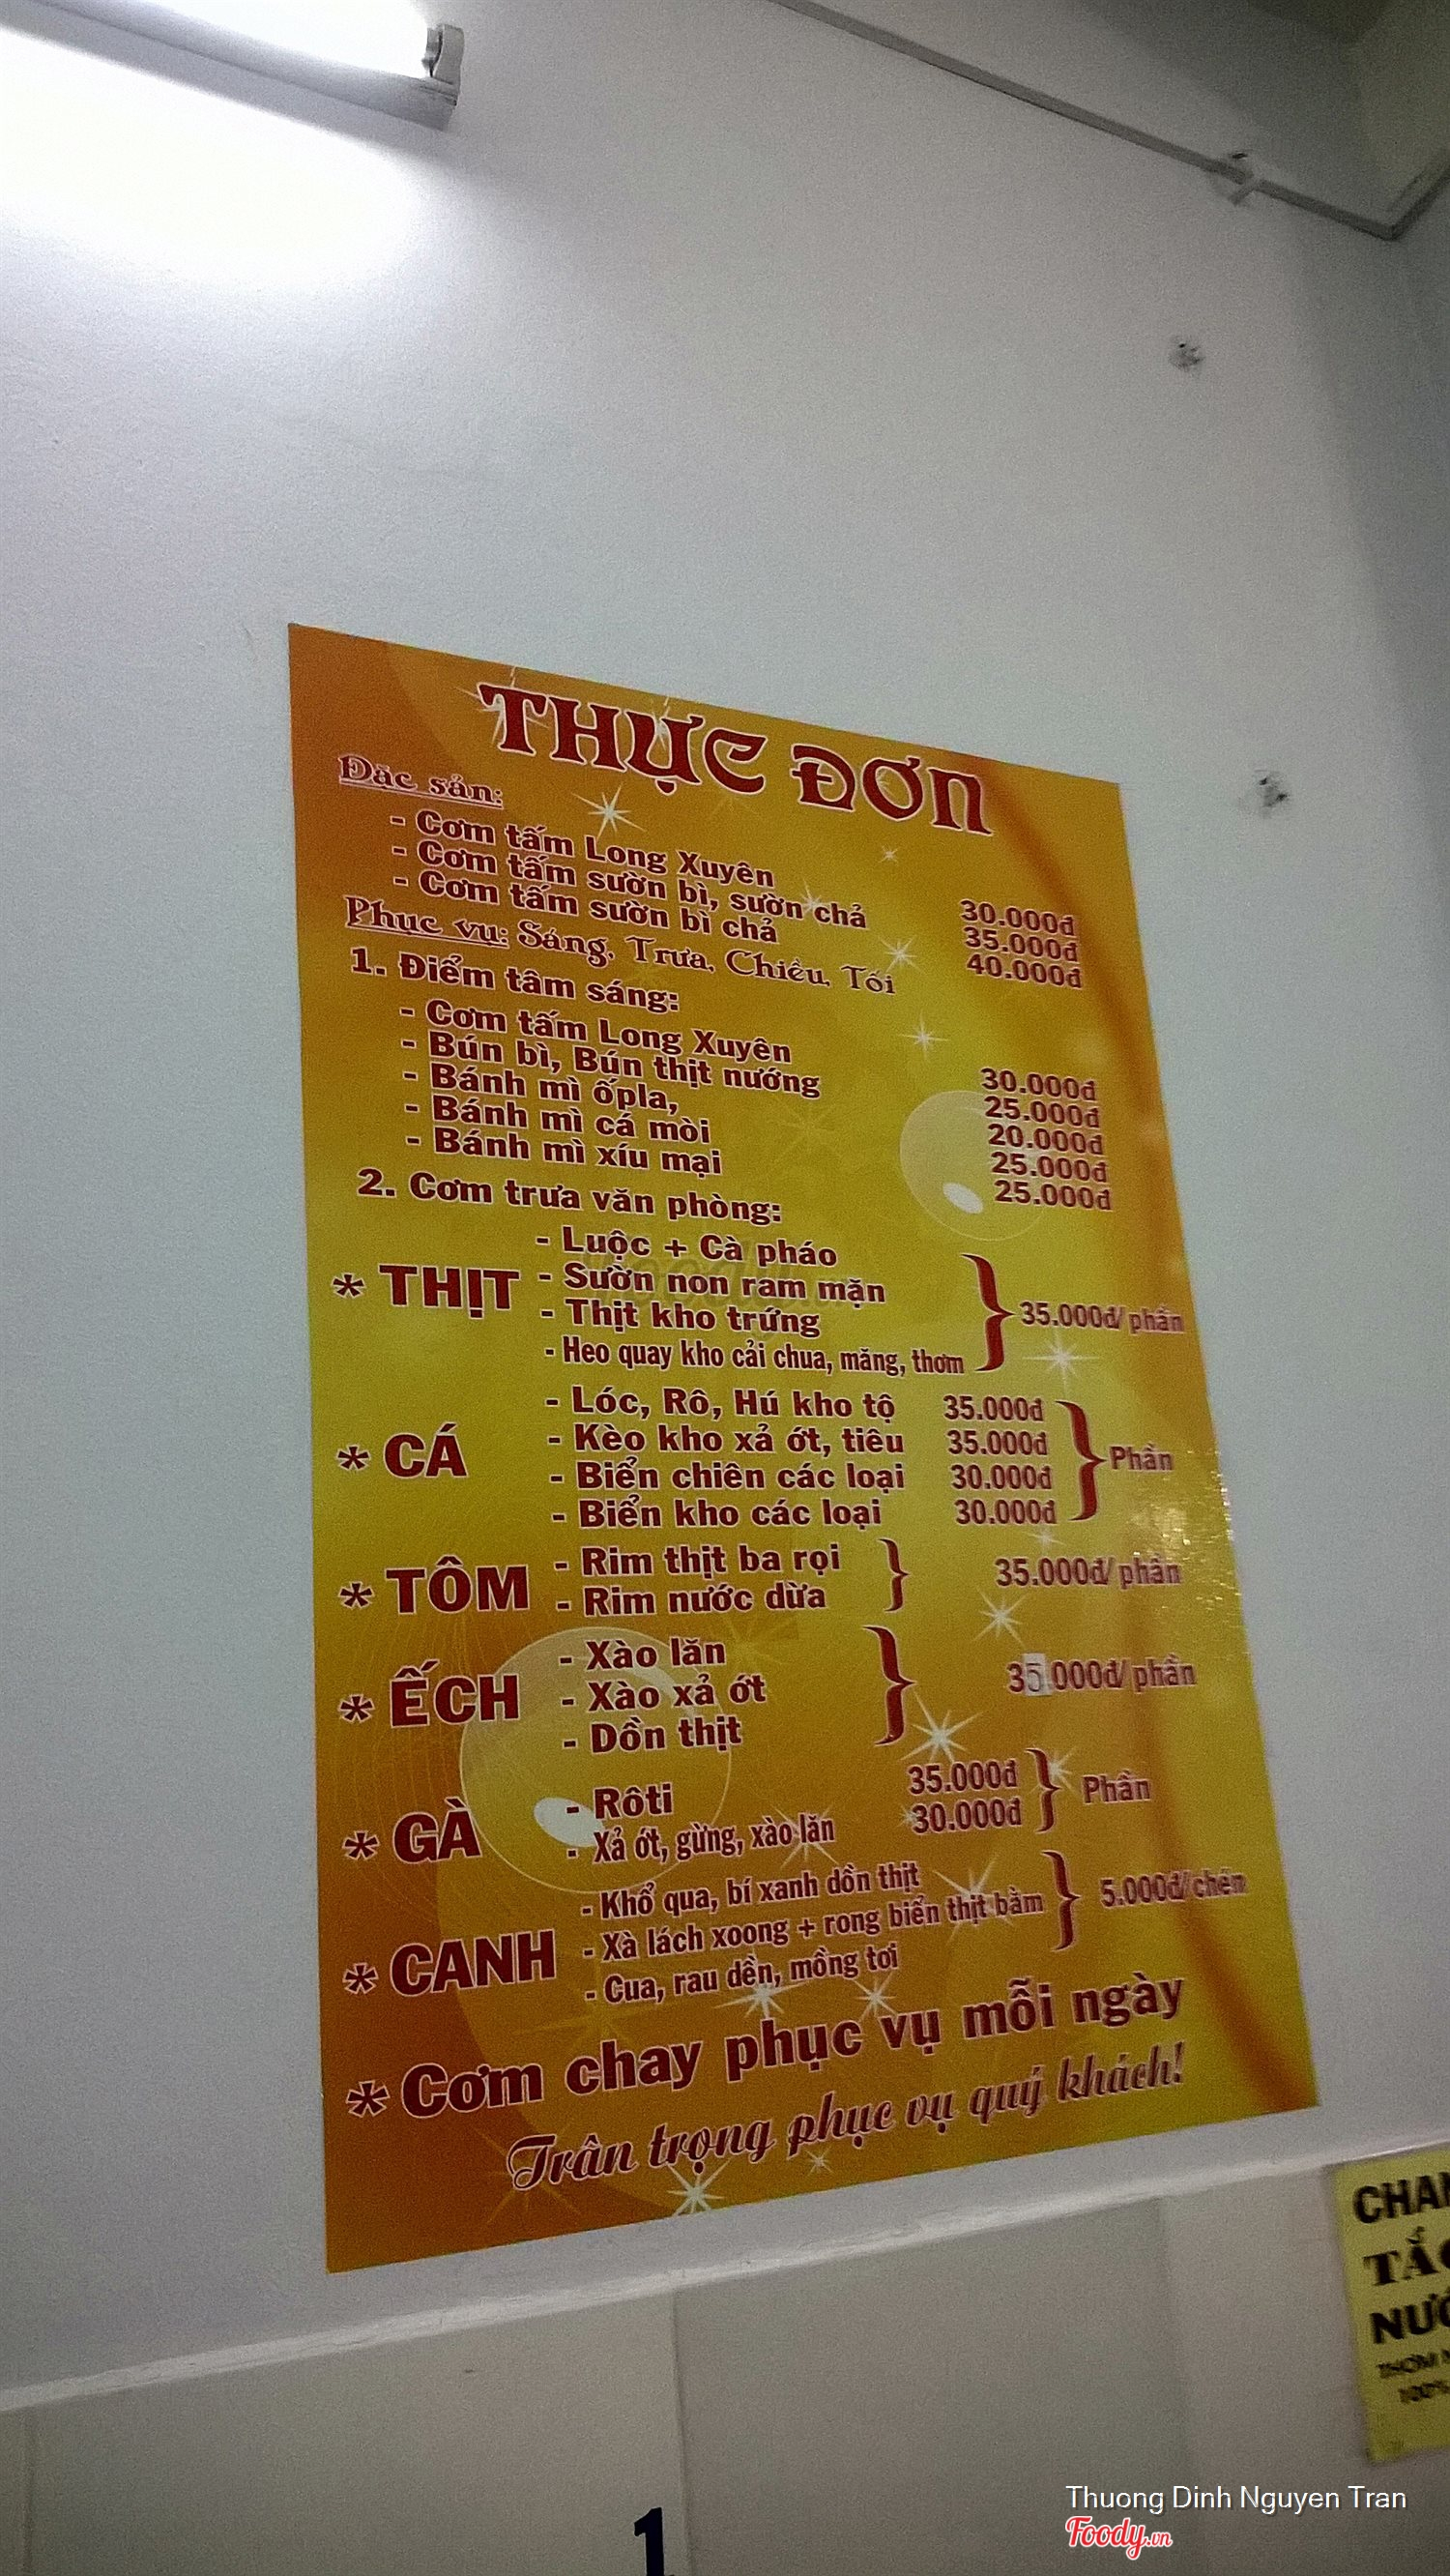 THỰC ĐƠN
Đặc sản:
- Cơm tấm Long Xuyên 30.000đ
- Cơm tấm sườn bì, sườn chả 35.000đ
- Cơm tấm sườn bì chả 40.000đ
Phục vụ: Sáng, Trưa, Chiều, Tối
1. Điểm tâm sáng:
- Cơm tấm Long Xuyên 30.000đ
- Bún bì, Bún thịt nướng 25.000đ
- Bánh mì ốpla, 20.000đ
- Bánh mì cá mòi 25.000đ
- Bánh mì xíu mại 25.000đ
2. Cơm trưa văn phòng:
* THỊT
- Luộc + Cà pháo
- Sườn non ram mặn
- Thịt kho trứng
- Heo quay kho cải chua, măng, thơm
35.000đ/ phần
* CÁ
- Lóc, Rô, Hú kho tộ 35.000đ
- Kèo kho xả ớt, tiêu 35.000đ
- Biển chiên các loại 30.000đ
- Biển kho các loại 30.000đ
Phần
* TÔM
- Rim thịt ba rọi
- Rim nước dừa
35.000đ/ phần
* ẾCH
- Xào lăn
- Xào xả ớt
- Dồn thịt
35.000đ/ phần
* GÀ
- Rôti 35.000đ
- Xả ớt, gừng, xào lăn 30.000đ
Phần
* CANH
- Khổ qua, bí xanh dồn thịt
- Xà lách xoong + rong biển thịt bằm
- Cua, rau dền, mồng tơi
5.000đ/chén
* Cơm chay phục vụ mỗi ngày
Trân trọng phục vụ quý khách!
1
Thuong Dinh Nguyen Tran
Foody.vn